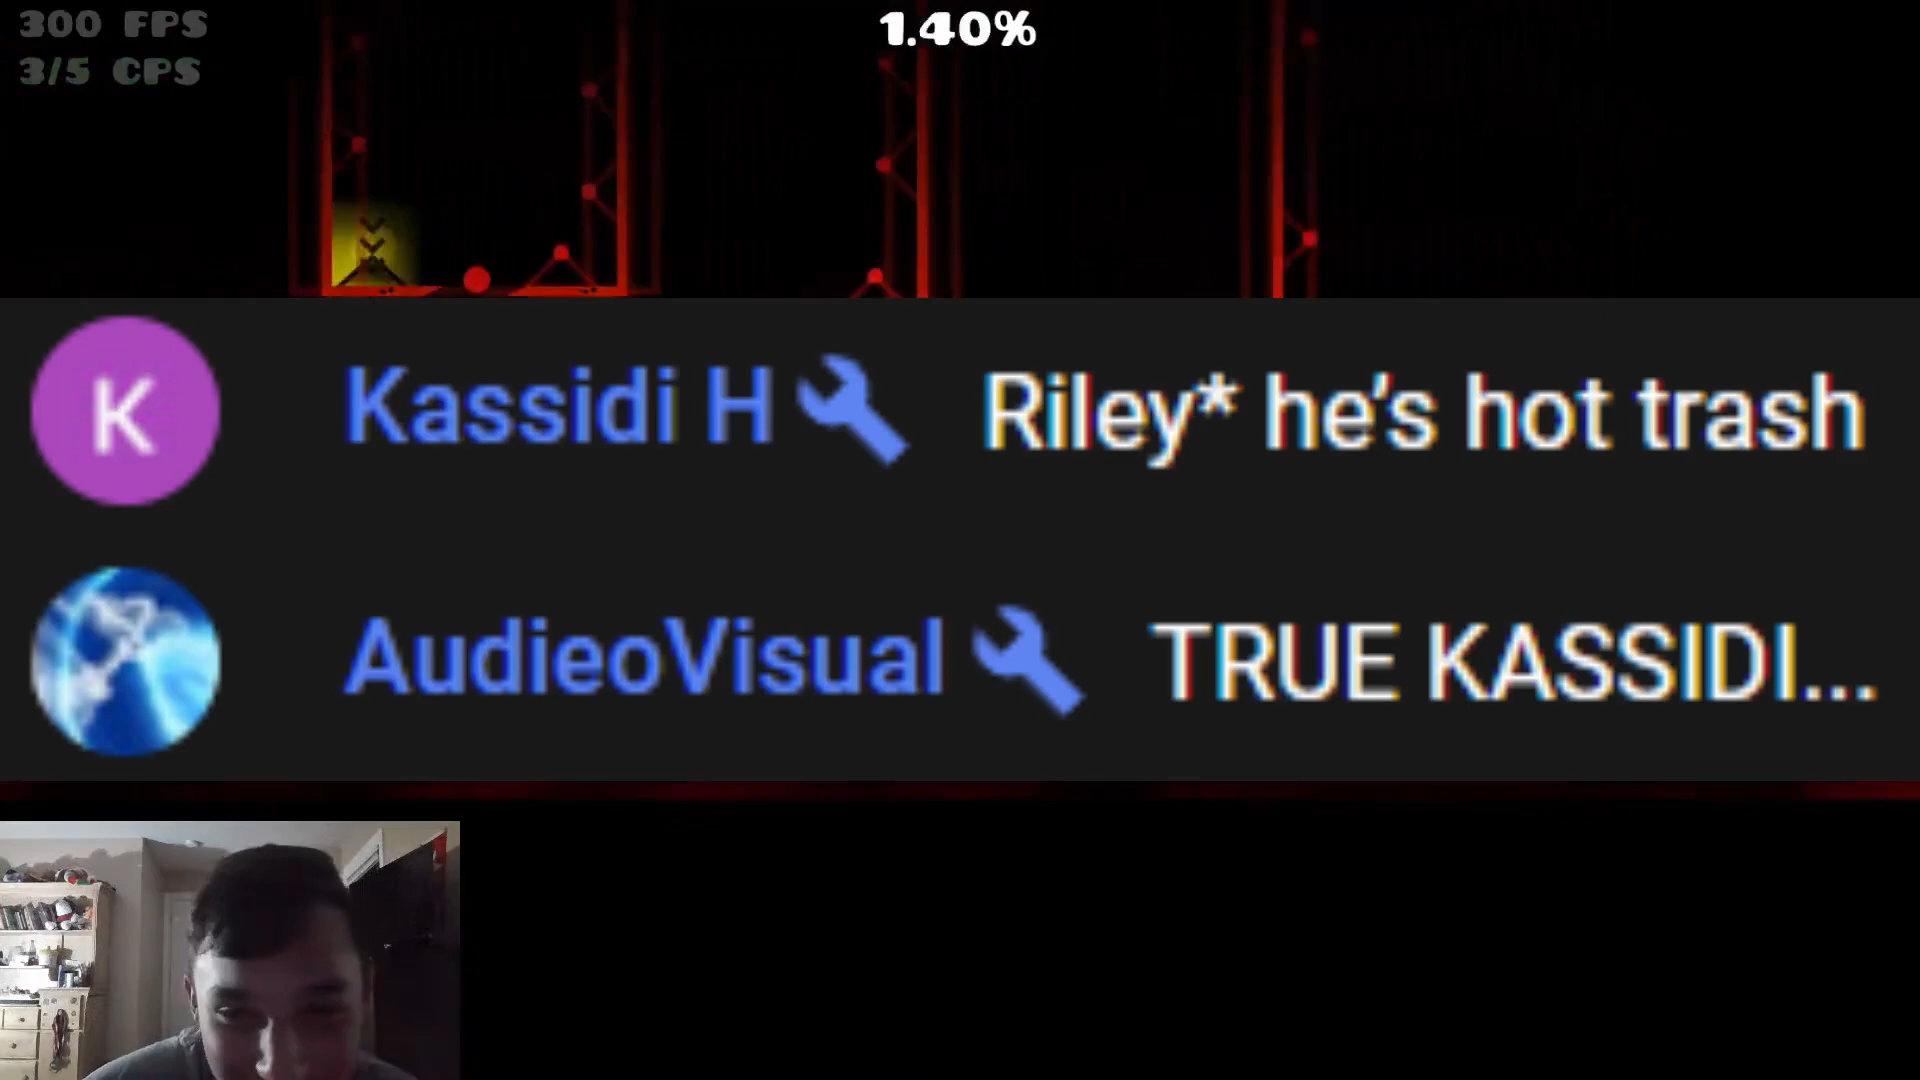 300 FPS
1.40%
3/5 CPS
K
Kassidi H Riley* he's hot trash
AudieoVisual TRUE KASSIDI...